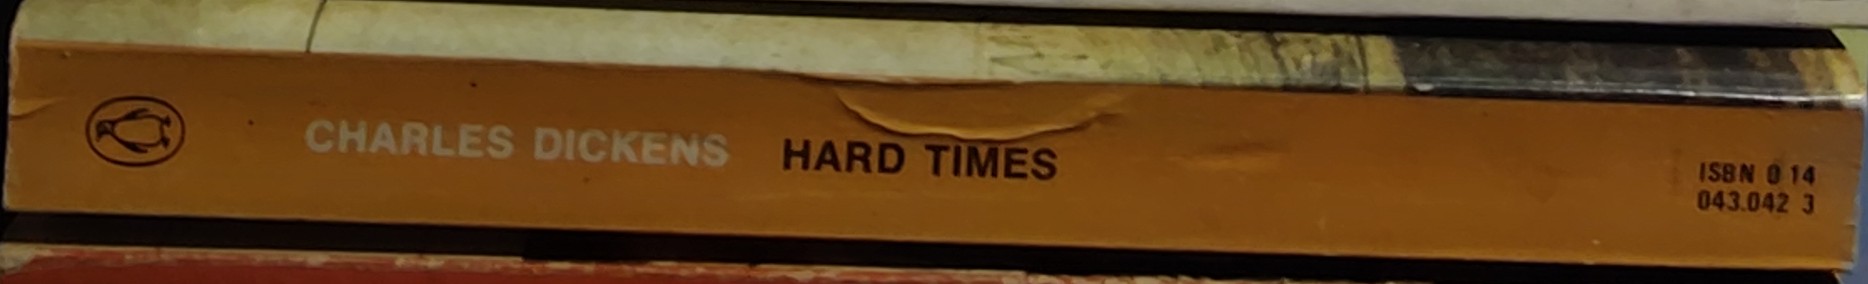 CHARLES DICKENS HARD TIMES
ISBN 0 14
043.042 3